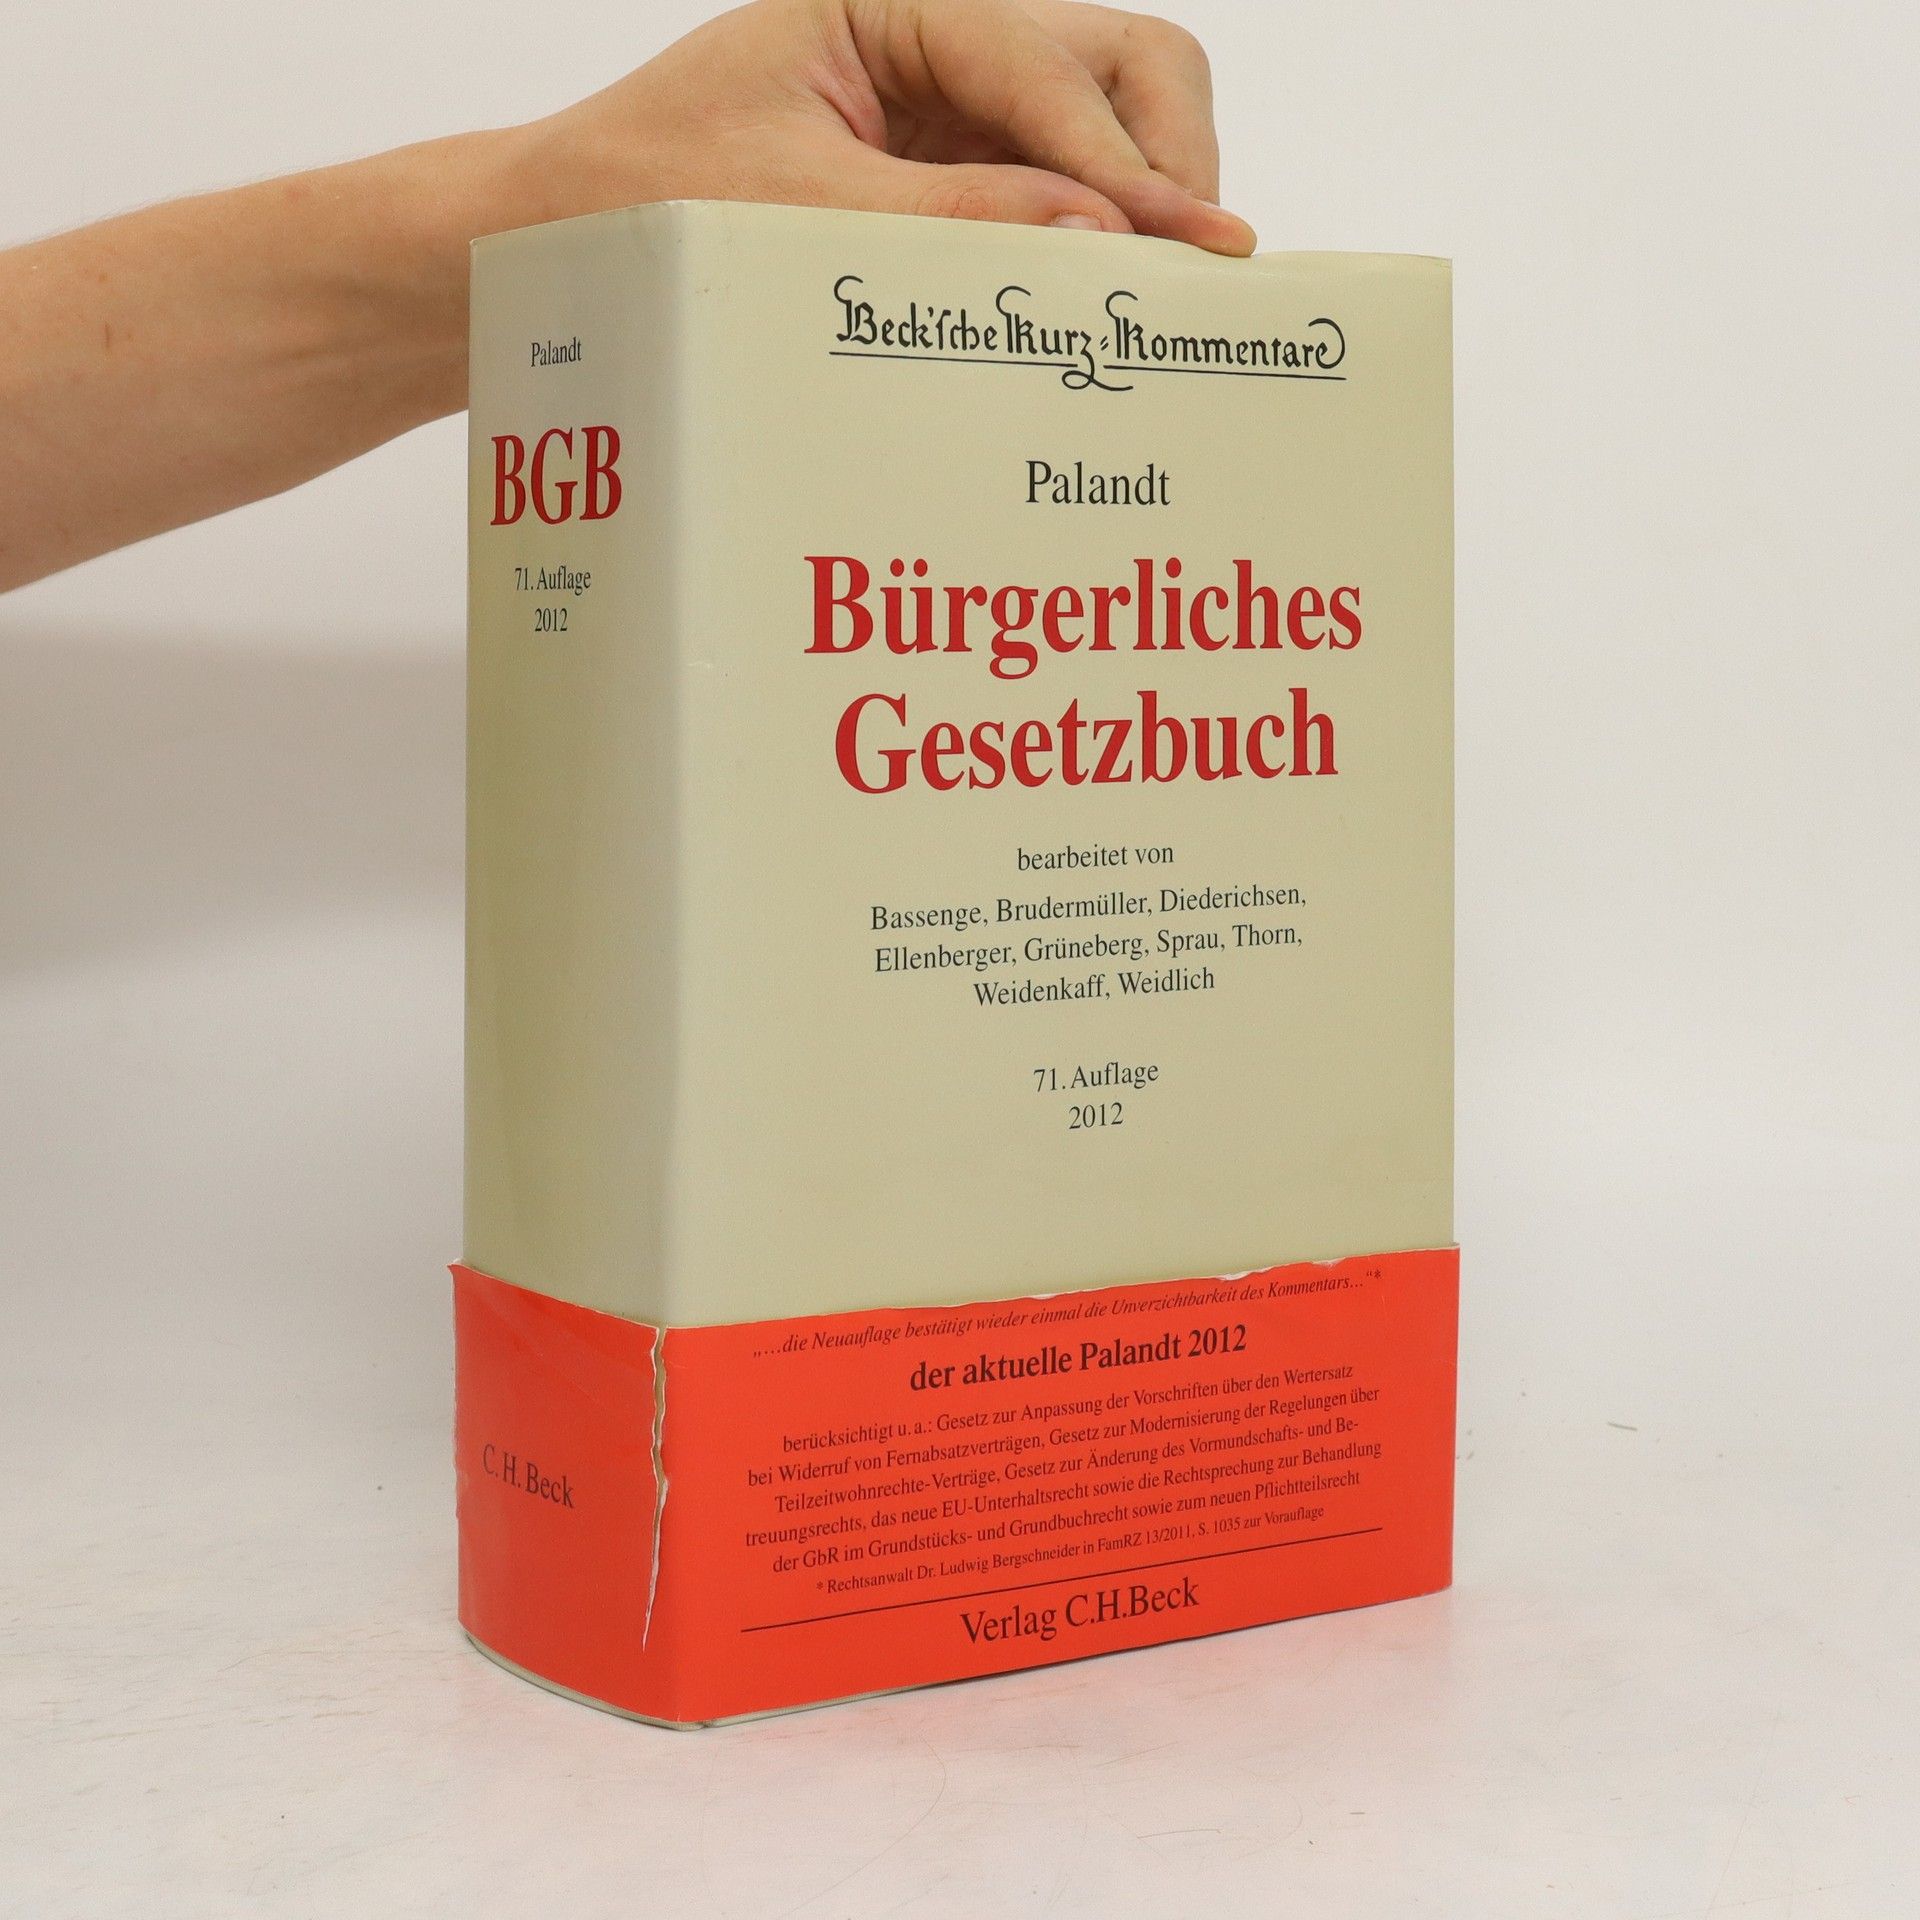 Palandt
BGB
71. Auflage
2012
C. H. Beck
Beck'sche Kurz-Kommentare
Palandt
Bürgerliches
Gesetzbuch
bearbeitet von
Bassenge, Brudermüller, Diederichsen,
Ellenberger, Grüneberg, Sprau, Thorn,
Weidenkaff, Weidlich
71. Auflage
2012
„…die Neuauflage bestätigt wieder einmal die Unverzichtbarkeit des Kommentars…“*
der aktuelle Palandt 2012
berücksichtigt u. a.: Gesetz zur Anpassung der Vorschriften über den Wertersatz
bei Widerruf von Fernabsatzverträgen, Gesetz zur Modernisierung der Regelungen über
Teilzeitwohnrechte-Verträge, Gesetz zur Änderung des Vormundschafts- und Be-
treuungsrechts, das neue EU-Unterhaltsrecht sowie die Rechtsprechung zur Behandlung
der GbR im Grundstücks- und Grundbuchrecht sowie zum neuen Pflichtteilsrecht
* Rechtsanwalt Dr. Ludwig Bergschneider in FamRZ 13/2011, S. 1035 zur Vorauflage
Verlag C.H.Beck